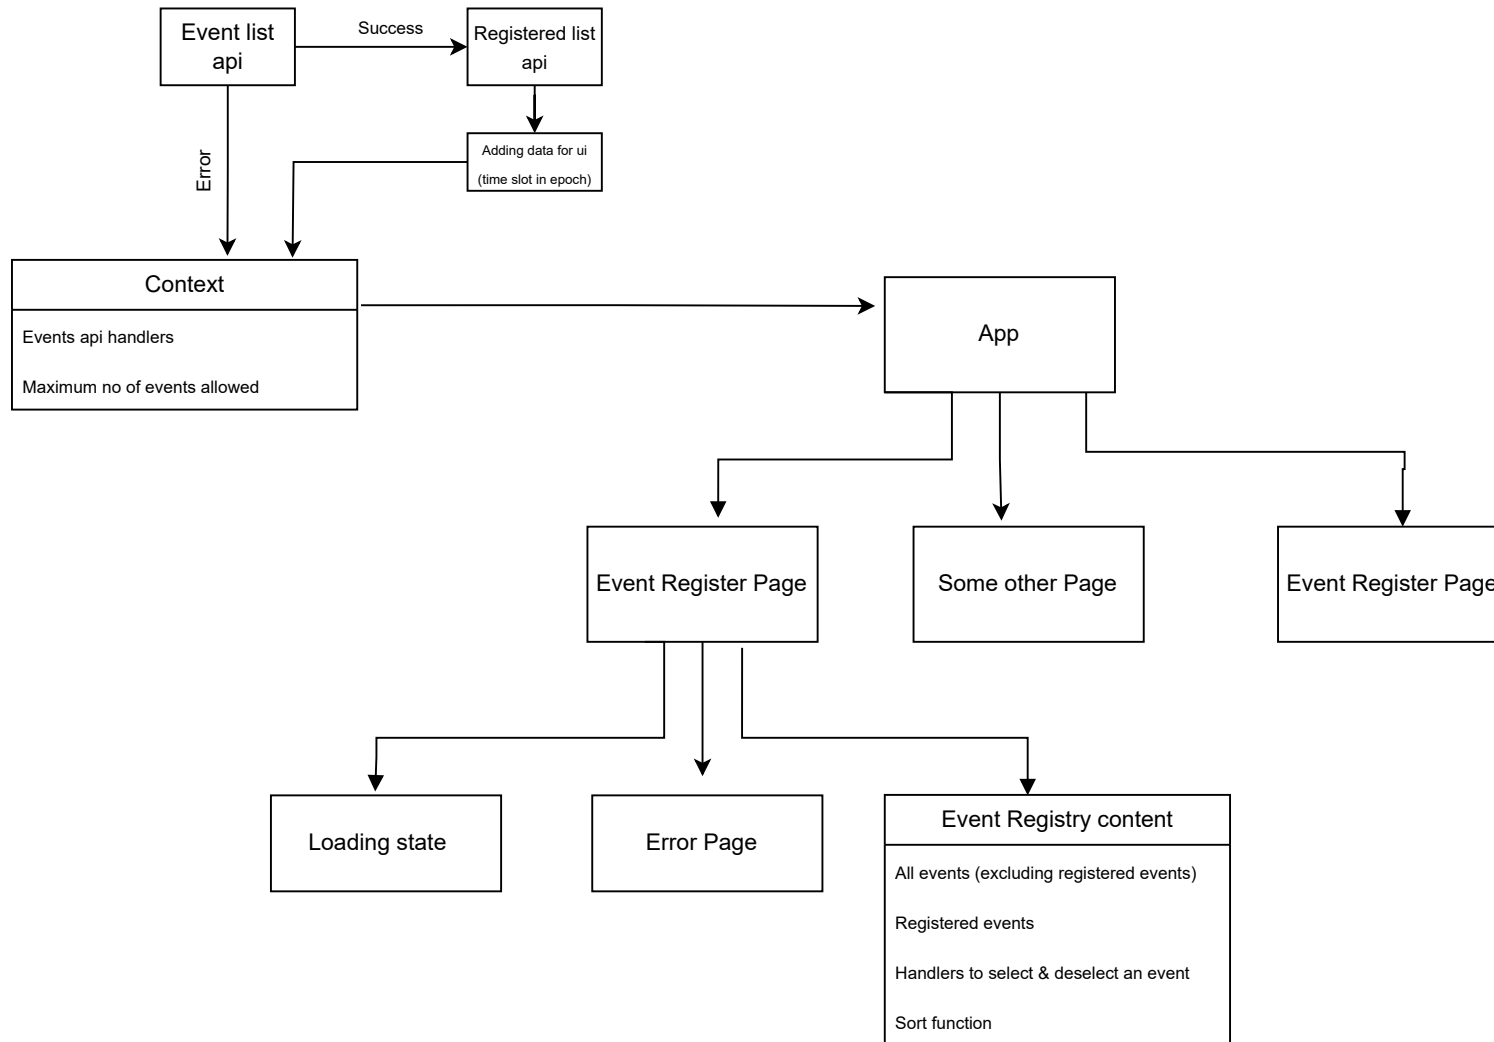 Event list
api
Success
Registered list
api
Adding data for ui
(time slot in epoch)
Error
Context
Events api handlers
Maximum no of events allowed
App
Event Register Page
Some other Page
Event Register Page
Loading state
Error Page
Event Registry content
All events (excluding registered events)
Registered events
Handlers to select & deselect an event
Sort function